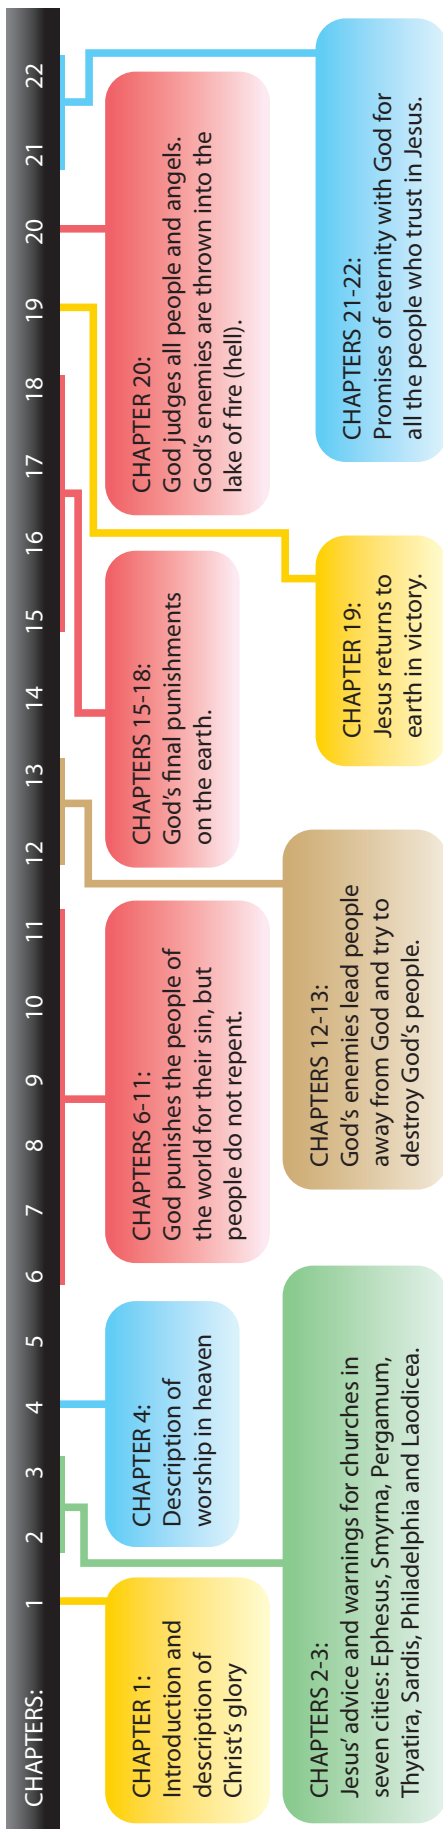 CHAPTERS: 1 2 3 4 5 6 7 8 9 10 11 12 13 14 15 16 17 18 19 20 21 22
CHAPTER 1:
Introduction and
description of
Christ’s glory
CHAPTERS 2-3:
Jesus’ advice and warnings for churches in
seven cities: Ephesus, Smyrna, Pergamum,
Thyatira, Sardis, Philadelphia and Laodicea.
CHAPTER 4:
Description of
worship in heaven
CHAPTERS 6-11:
God punishes the people of
the world for their sin, but
people do not repent.
CHAPTERS 12-13:
God’s enemies lead people
away from God and try to
destroy God’s people.
CHAPTERS 15-18:
God’s final punishments
on the earth.
CHAPTER 19:
Jesus returns to
earth in victory.
CHAPTER 20:
God judges all people and angels.
God’s enemies are thrown into the
lake of fire (hell).
CHAPTERS 21-22:
Promises of eternity with God for
all the people who trust in Jesus.